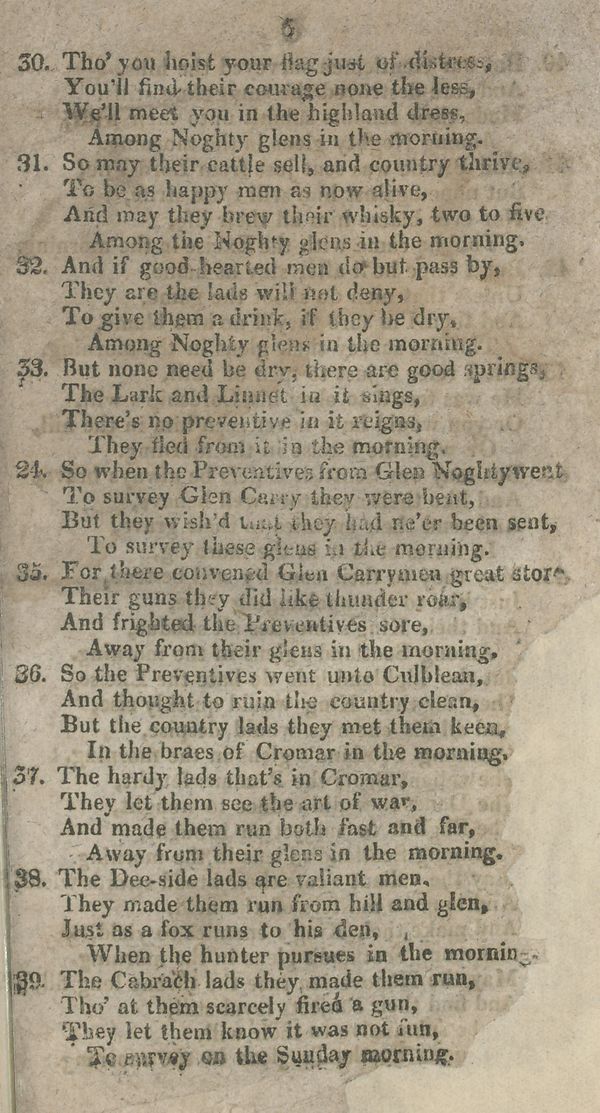 5
30. Tho' you hoist your flag just of distress,
You'll find their courage none the less,
We'll meet you in the highland dress,
Among Noghty glens in the morning.
31. So may their cattle sell, and country thrive,
To be as happy men as now alive,
And may they brew their whisky, two to five
Among the Noghty glens in the morning.
32. And if good-hearted men do but pass by,
They are the lads will not deny,
To give them a drink, if they be dry,
Among Noghty glens in the morning.
33. But none need be dry, there are good springs,
The Lark and Linnet in it sings,
There's no preventive in it reigns,
They fled from it in the morning.
34. So when the Preventives from Glen Noghty went
To survey Glen Carry they were bent,
But they wish'd that they had ne'er been sent,
To survey these glens in the morning.
35. For there convened Glen Carrymen great store
Their guns they did like thunder roar,
And frighted the Preventives sore,
Away from their glens in the morning.
36. So the Preventives went unto Culblean,
And thought to ruin the country clean,
But the country lads they met them keen,
In the braes of Cromar in the morning.
37. The hardy lads that's in Cromar,
They let them see the art of war,
And made them run both fast and far,
Away from their glens in the morning.
38. The Dee-side lads are valiant men,
They made them run from hill and glen,
Just as a fox runs to his den,
When the hunter pursues in the morning.
39. The Cabrach lads they made them run,
Tho' at them scarcely fired a gun,
They let them know it was not fun,
To survey on the Sunday morning.